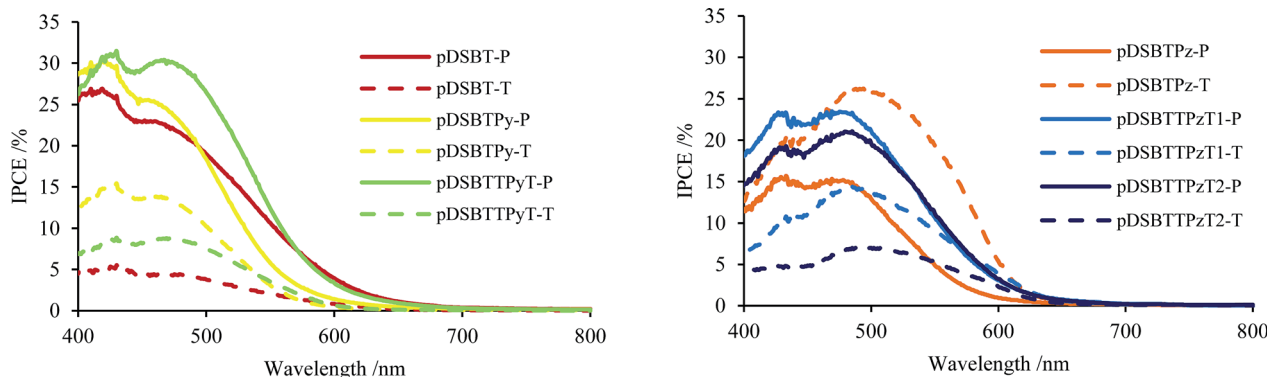 35
30
25
20
15
10
5
0
IPCE /%
400
500
600
700
800
Wavelength /nm
pDSBT-P
pDSBT-T
pDSBTPy-P
pDSBTPy-T
pDSBTTPyT-P
pDSBTTPyT-T
35
30
25
20
15
10
5
0
IPCE /%
400
500
600
700
800
Wavelength /nm
pDSBTPz-P
pDSBTPz-T
pDSBTTPzT1-P
pDSBTTPzT1-T
pDSBTTPzT2-P
pDSBTTPzT2-T